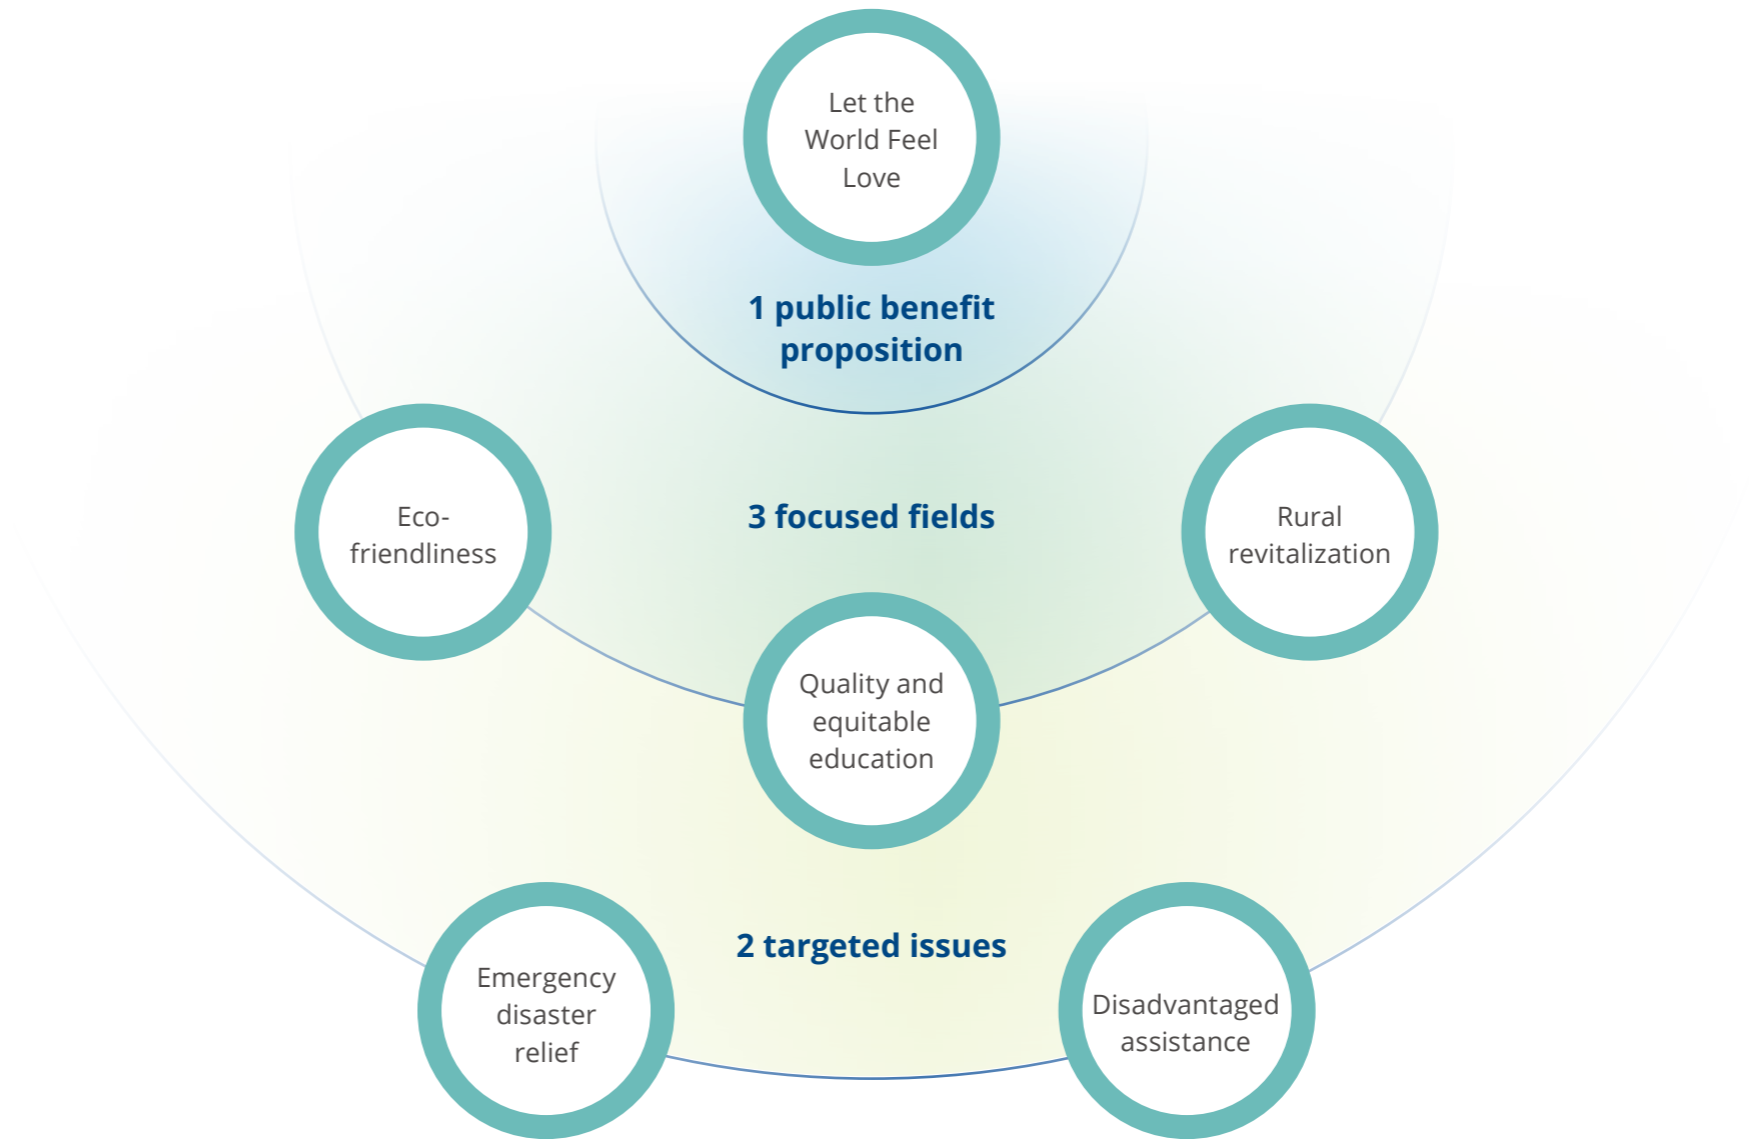 Let the
World Feel
Love
1 public benefit
proposition
Eco-
friendliness
3 focused fields
Rural
revitalization
Quality and
equitable
education
2 targeted issues
Emergency
disaster
relief
Disadvantaged
assistance